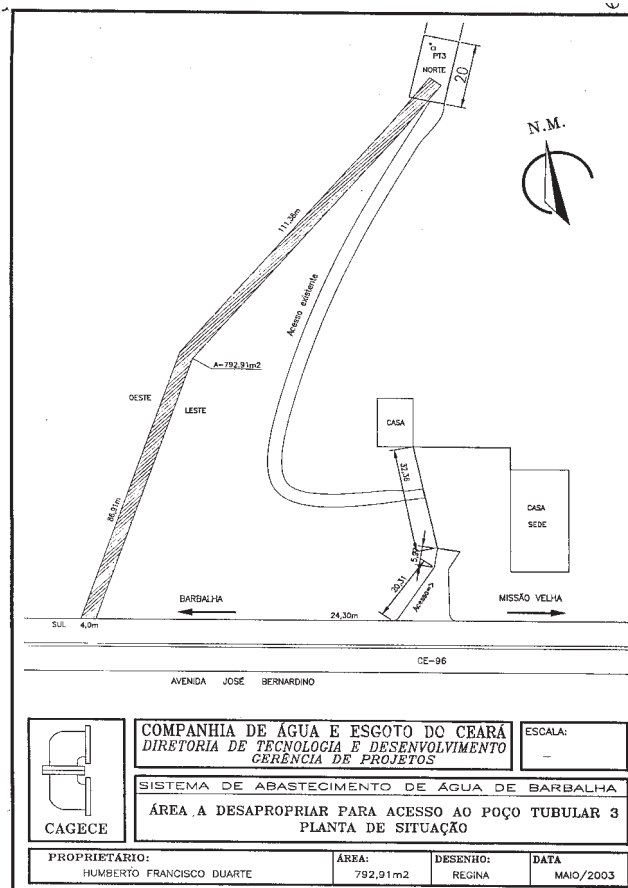 PT3
NORTE
20
N.M.
111,36m
Acesso existente
A=792,91m2
OESTE
LESTE
CASA
37,36
CASA
SEDE
86,91m
20,31
Acesso=>
BARBALHA
MISSÃO VELHA
SUL 4,0m
24,30m
CE-96
AVENIDA JOSÉ BERNARDINO
COMPANHIA DE ÁGUA E ESGOTO DO CEARÁ
DIRETORIA DE TECNOLOGIA E DESENVOLVIMENTO
GERÊNCIA DE PROJETOS
ESCALA:
–
CAGECE
SISTEMA DE ABASTECIMENTO DE ÁGUA DE BARBALHA
ÁREA A DESAPROPRIAR PARA ACESSO AO POÇO TUBULAR 3
PLANTA DE SITUAÇÃO
PROPRIETÁRIO:
HUMBERTO FRANCISCO DUARTE
ÁREA:
792,91m2
DESENHO:
REGINA
DATA
MAIO/2003